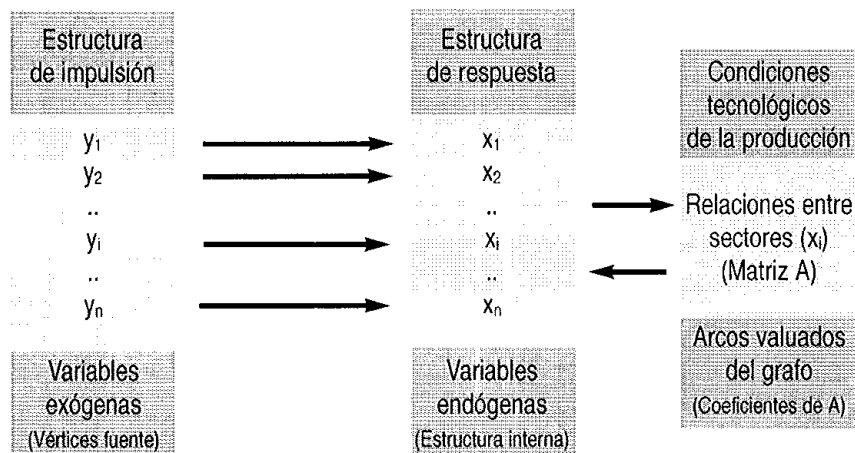 Estructura
de impulsión
y1
y2
..
yi
..
yn
Variables
exógenas
(Vértices fuente)
Estructura
de respuesta
x1
x2
..
xi
..
xn
Variables
endógenas
(Estructura interna)
Condiciones
tecnológicos
de la producción
Relaciones entre
sectores (xi)
(Matriz A)
Arcos valuados
del grafo
(Coeficientes de A)